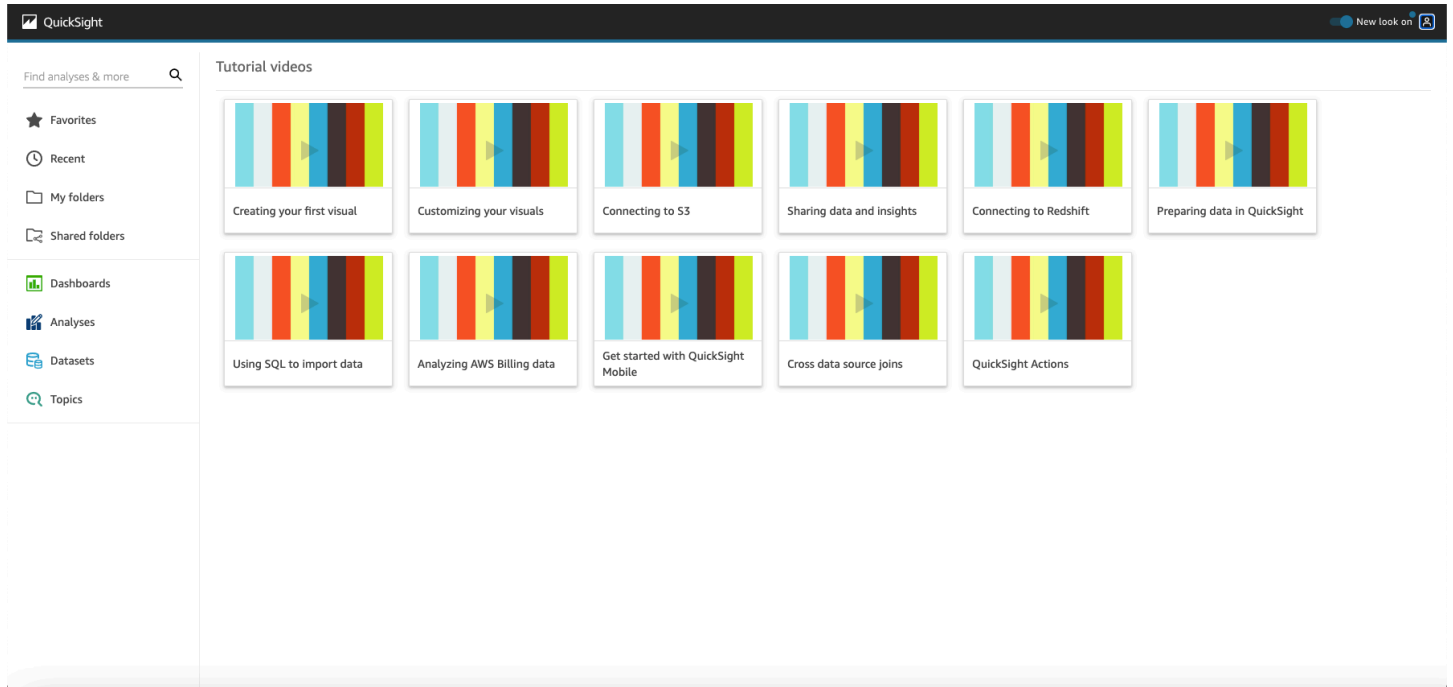 QuickSight
New look on
Find analyses & more
Favorites
Recent
My folders
Shared folders
Dashboards
Analyses
Datasets
Topics
Tutorial videos
Creating your first visual
Customizing your visuals
Connecting to S3
Sharing data and insights
Connecting to Redshift
Preparing data in QuickSight
Using SQL to import data
Analyzing AWS Billing data
Get started with QuickSight
Mobile
Cross data source joins
QuickSight Actions